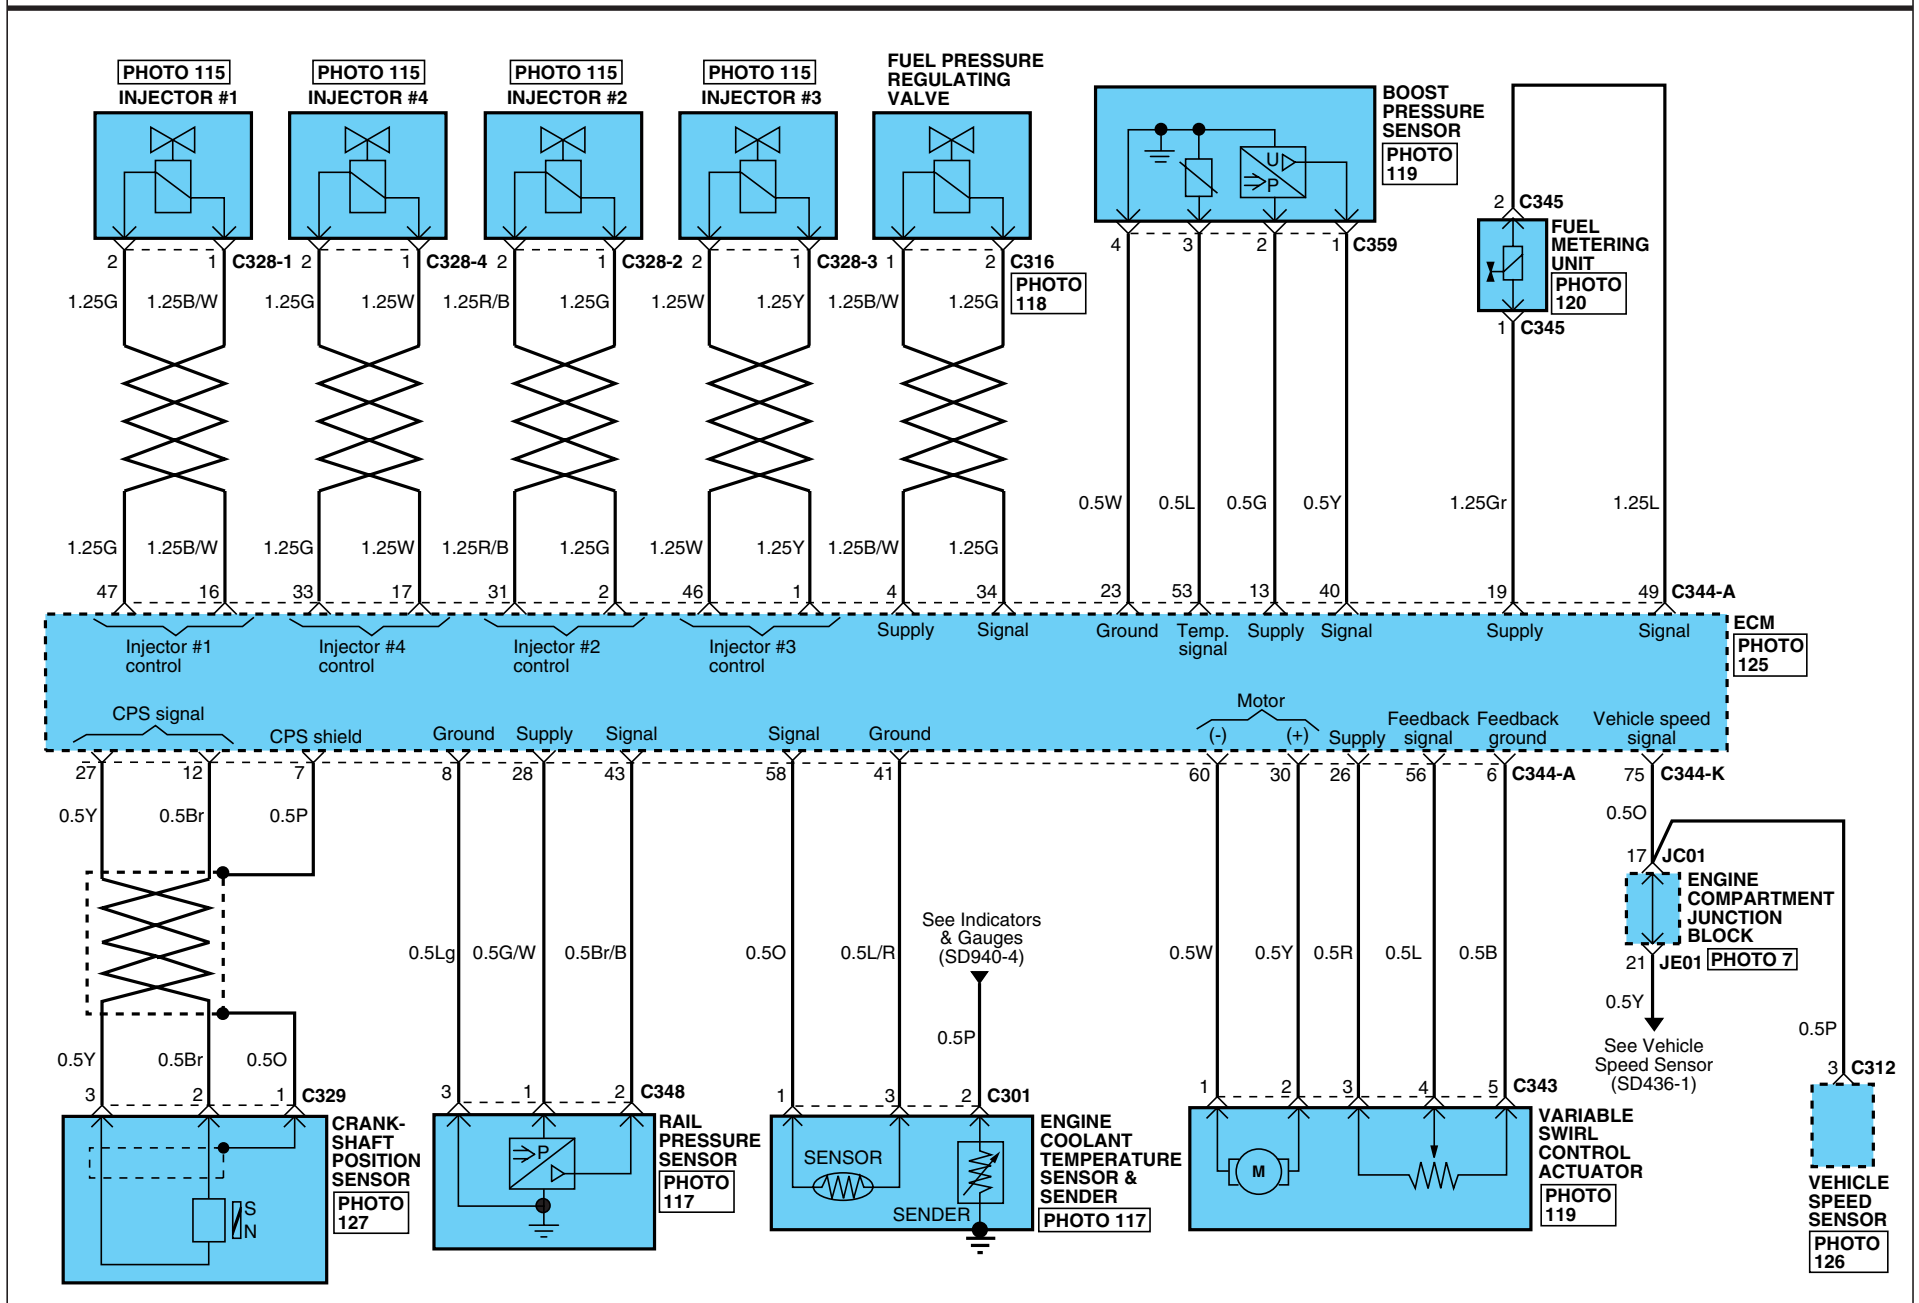 PHOTO 115
INJECTOR #1
PHOTO 115
INJECTOR #4
PHOTO 115
INJECTOR #2
PHOTO 115
INJECTOR #3
FUEL PRESSURE
REGULATING
VALVE
BOOST
PRESSURE
SENSOR
PHOTO
119
U
P
2 C345
FUEL
METERING
UNIT
PHOTO
120
1 C345
2 1 C328-1 2 1 C328-4 2 1 C328-2 2 1 C328-3 1 2 C316
PHOTO
118
4 3 2 1 C359
1.25G 1.25B/W 1.25G 1.25W 1.25R/B 1.25G 1.25W 1.25Y 1.25B/W 1.25G
0.5W 0.5L 0.5G 0.5Y 1.25Gr 1.25L
1.25G 1.25B/W 1.25G 1.25W 1.25R/B 1.25G 1.25W 1.25Y 1.25B/W 1.25G
47 16 33 17 31 2 46 1 4 34 23 53 13 40 19 49 C344-A
ECM
PHOTO
125
Injector #1
control
Injector #4
control
Injector #2
control
Injector #3
control
Supply Signal Ground Temp.
signal
Supply Signal Supply Signal
CPS signal
CPS shield
Ground Supply Signal
Signal Ground
Motor
(-) (+)
Supply
Feedback
signal
Feedback
ground
Vehicle speed
signal
27 12 7 8 28 43 58 41 60 30 26 56 6 C344-A 75 C344-K
0.5Y 0.5Br 0.5P
0.5O
17 JC01
ENGINE
COMPARTMENT
JUNCTION
BLOCK
PHOTO 7
21 JE01
0.5Y
See Vehicle
Speed Sensor
(SD436-1)
0.5P
3 C312
VEHICLE
SPEED
SENSOR
PHOTO
126
0.5Lg 0.5G/W 0.5Br/B 0.5O 0.5L/R
See Indicators
& Gauges
(SD940-4)
0.5P
0.5W 0.5Y 0.5R 0.5L 0.5B
0.5Y 0.5Br 0.5O
3 2 1 C329
CRANK-
SHAFT
POSITION
SENSOR
PHOTO
127
S
N
3 1 2 C348
RAIL
PRESSURE
SENSOR
PHOTO
117
P
1 3 2 C301
ENGINE
COOLANT
TEMPERATURE
SENSOR &
SENDER
PHOTO 117
SENSOR
SENDER
1 2 3 4 5 C343
VARIABLE
SWIRL
CONTROL
ACTUATOR
PHOTO
119
M